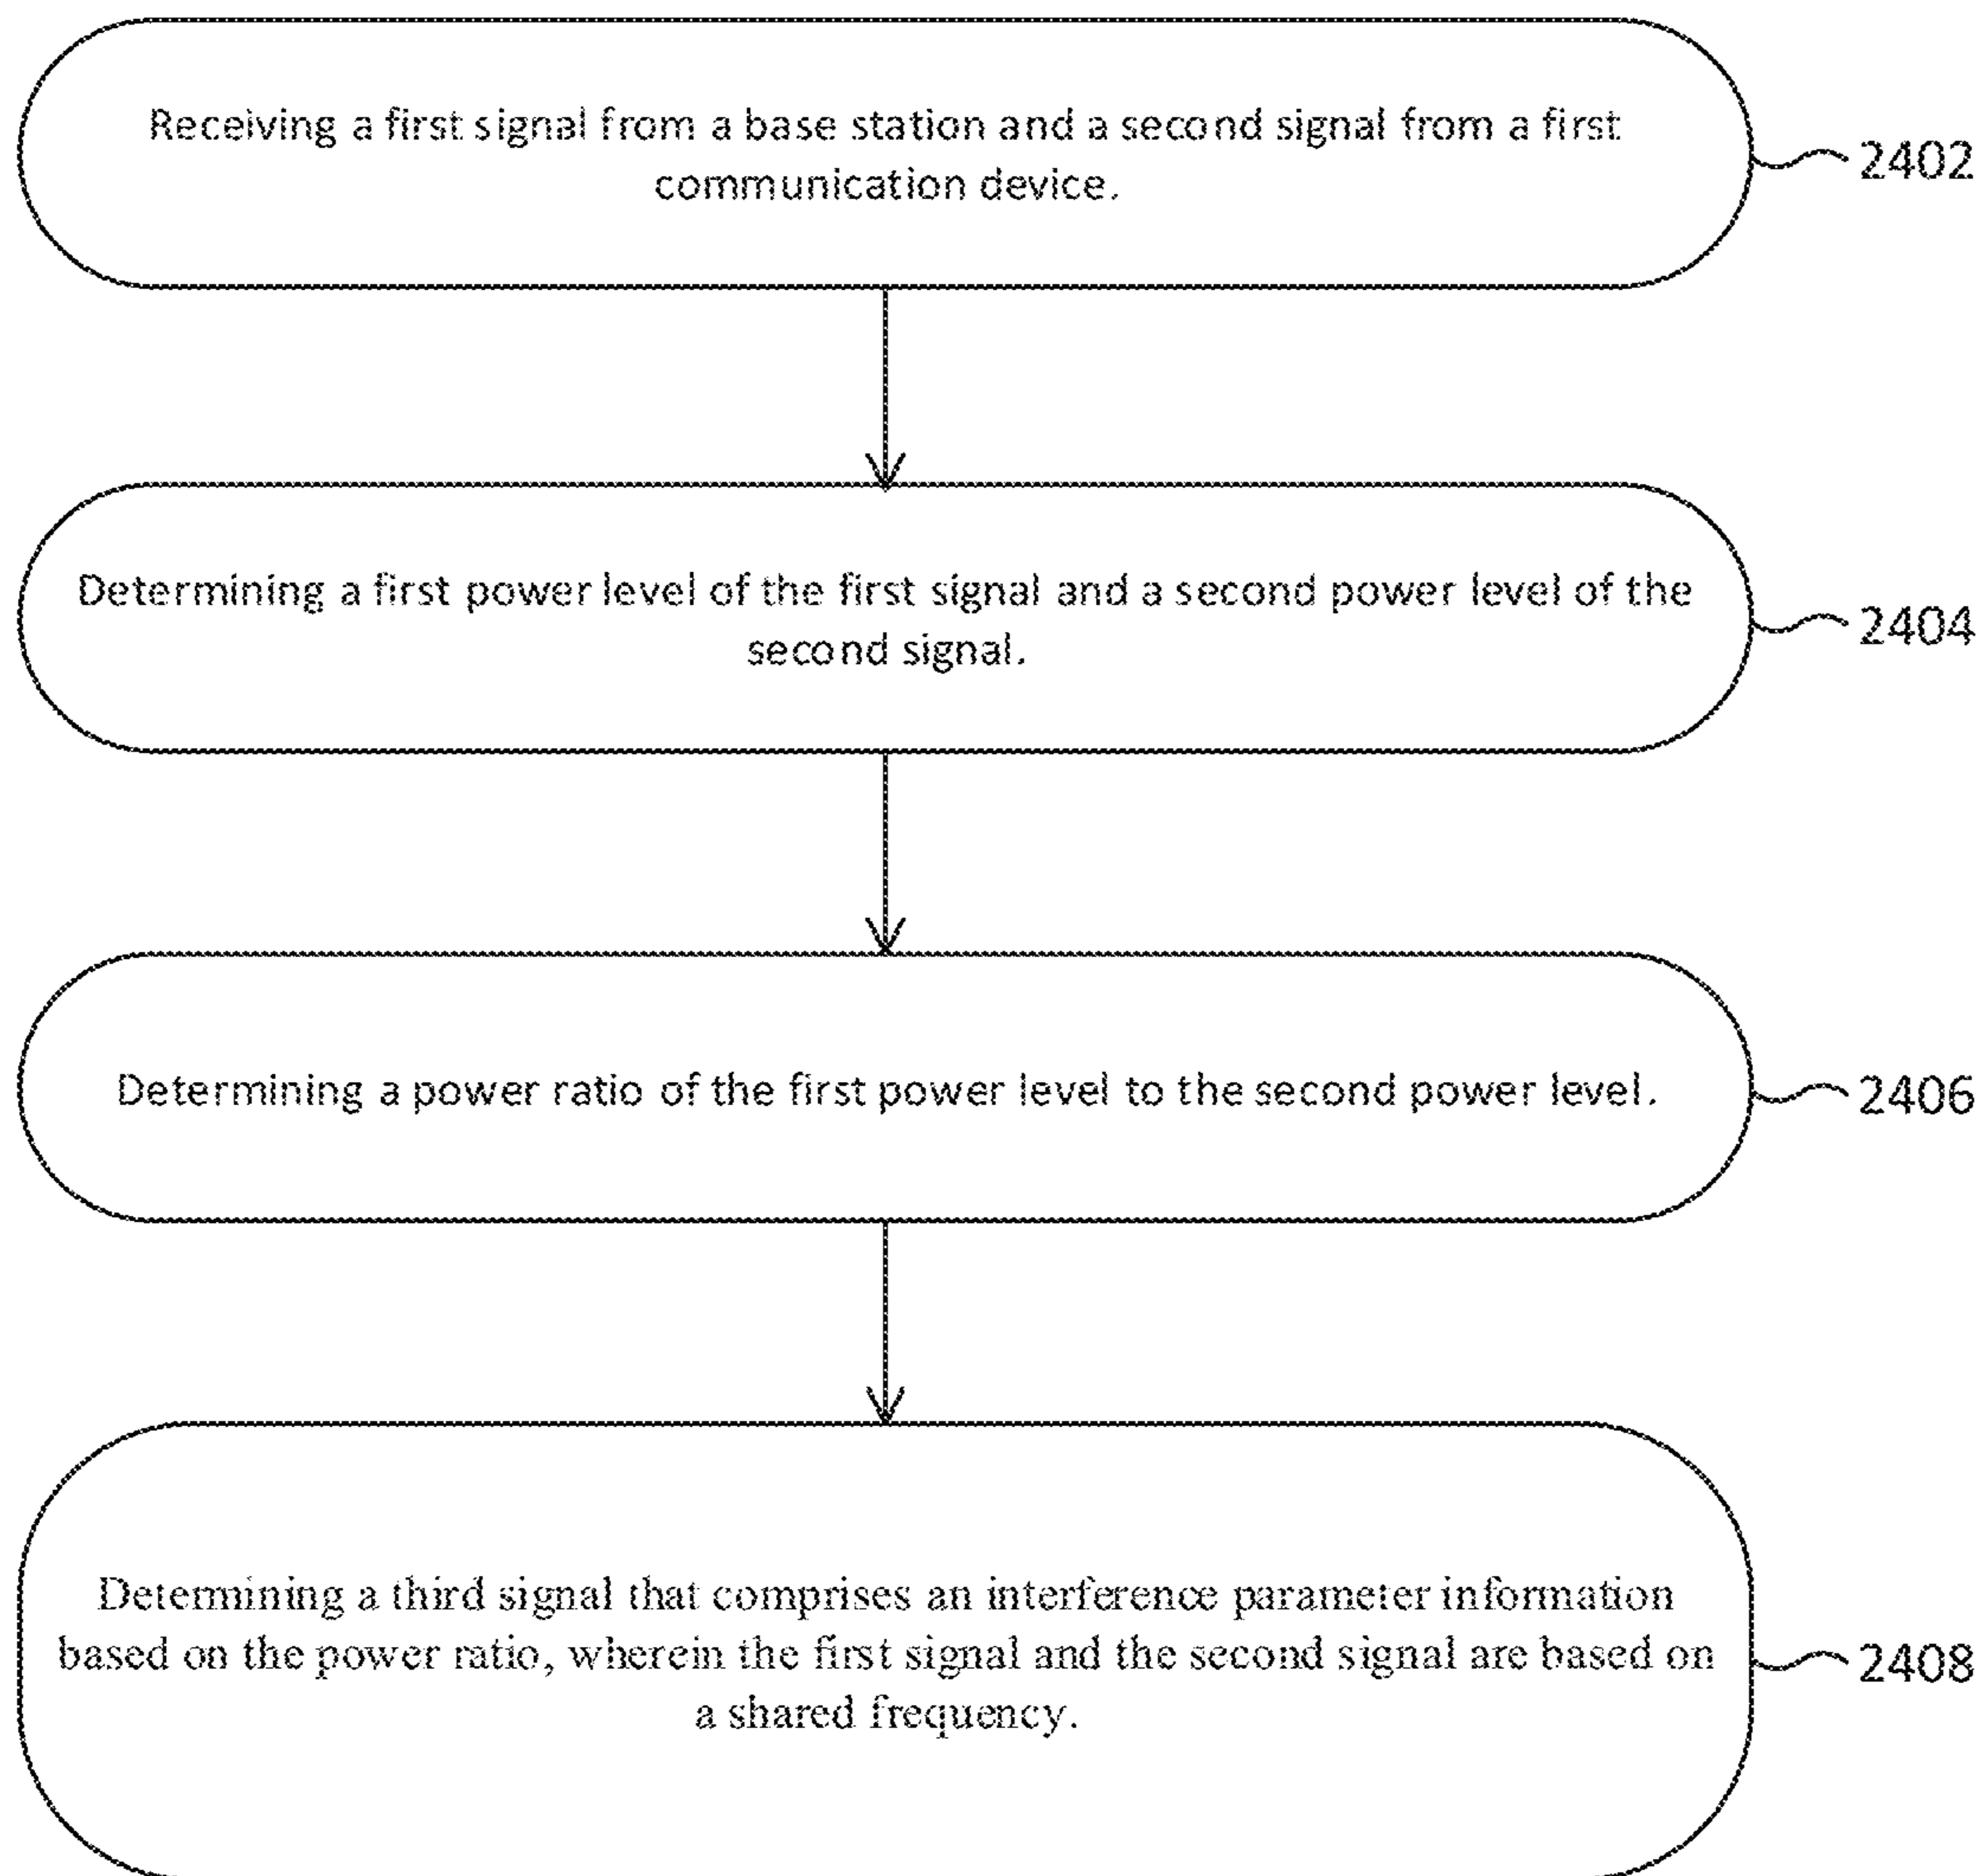 Receiving a first signal from a base station and a second signal from a first
communication device.
2402
Determining a first power level of the first signal and a second power level of the
second signal.
2404
Determining a power ratio of the first power level to the second power level.
2406
Determining a third signal that comprises an interference parameter information
based on the power ratio, wherein the first signal and the second signal are based on
a shared frequency.
2408